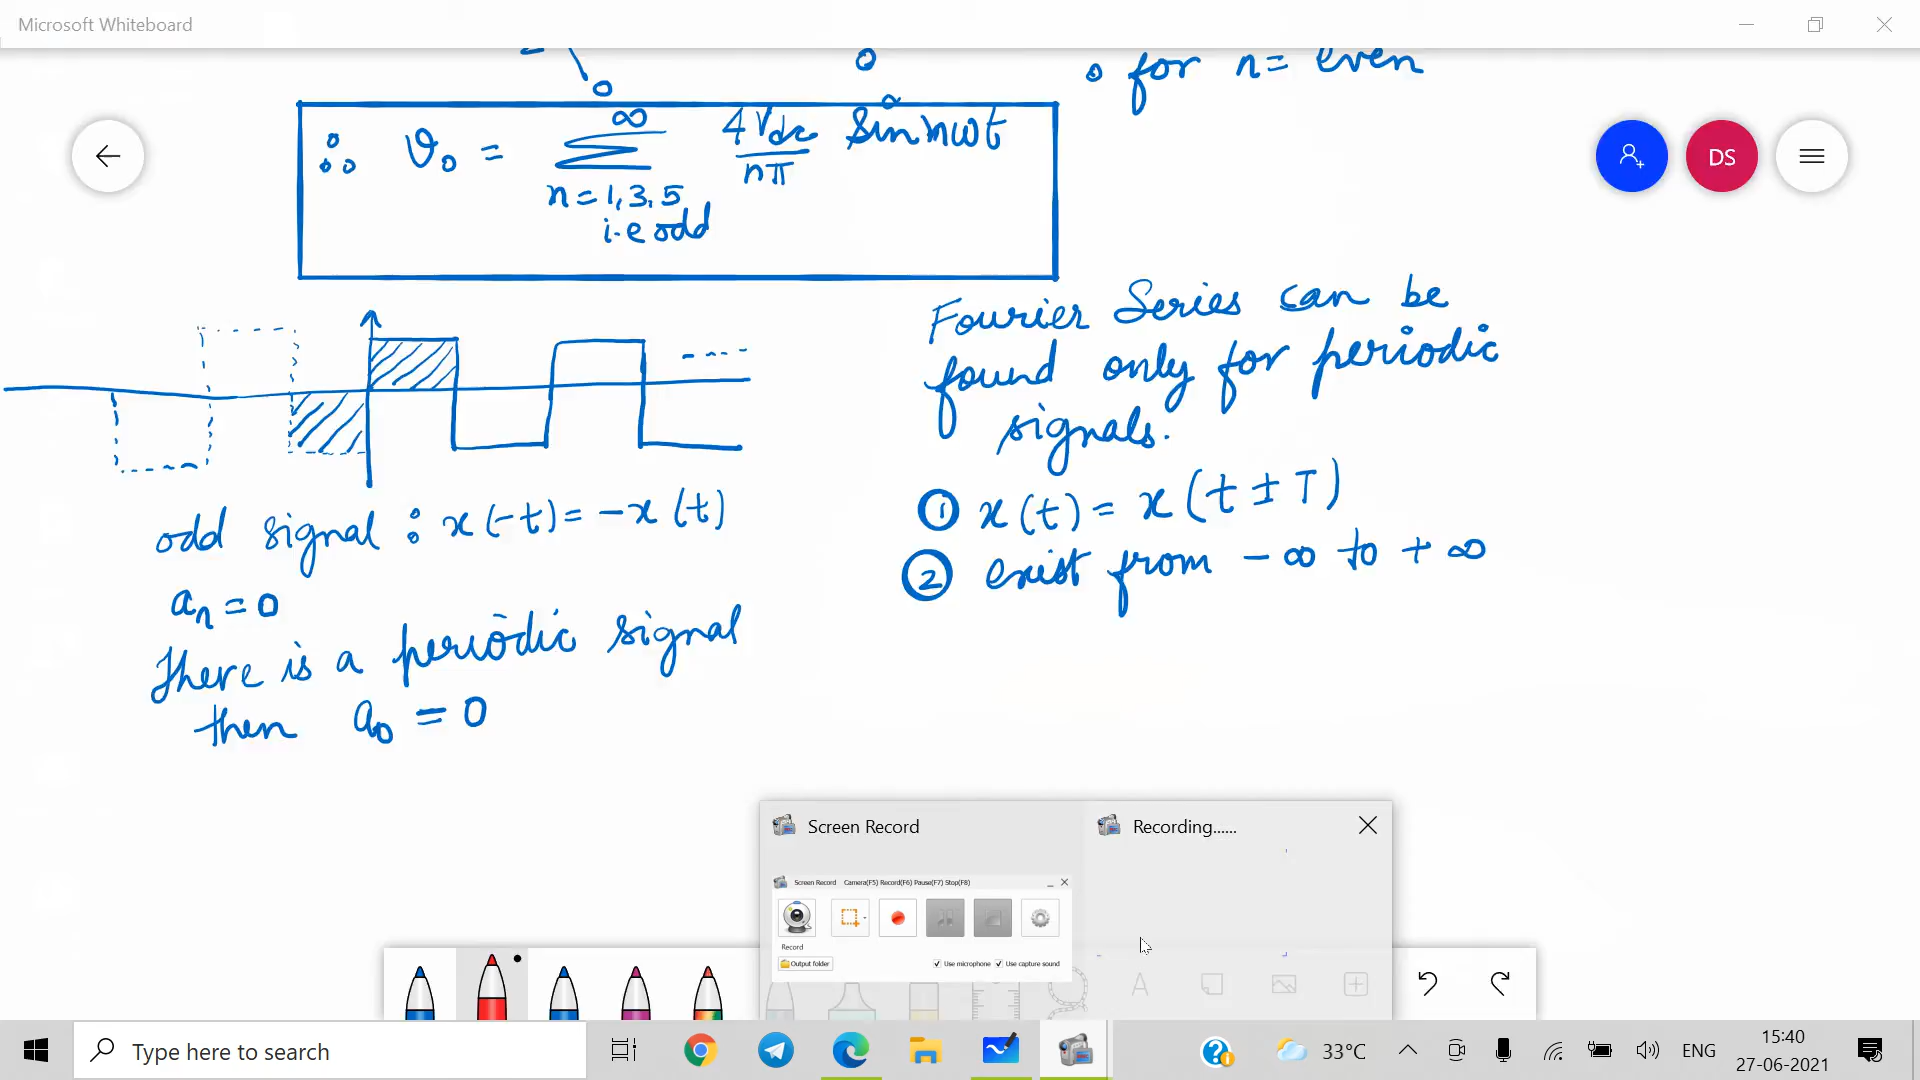 Microsoft Whiteboard
0 for n = even
∴ v₀ = ∞ Σ n = 1, 3, 5 i.e odd 4Vdc / nπ sin nωt
DS
Fourier Series can be
found only for periodic
signals.
① x(t) = x(t ± T)
② exist from -∞ to +∞
odd signal : x(-t) = -x(t)
aₙ = 0
There is a periodic signal
then a₀ = 0
Screen Record
Recording......
Screen Record Camera(F5) Record(F6) Pause(F7) Stop(F8)
Record
Output folder
Use microphone
Use capture sound
Type here to search
33°C
ENG
15:40
27-06-2021